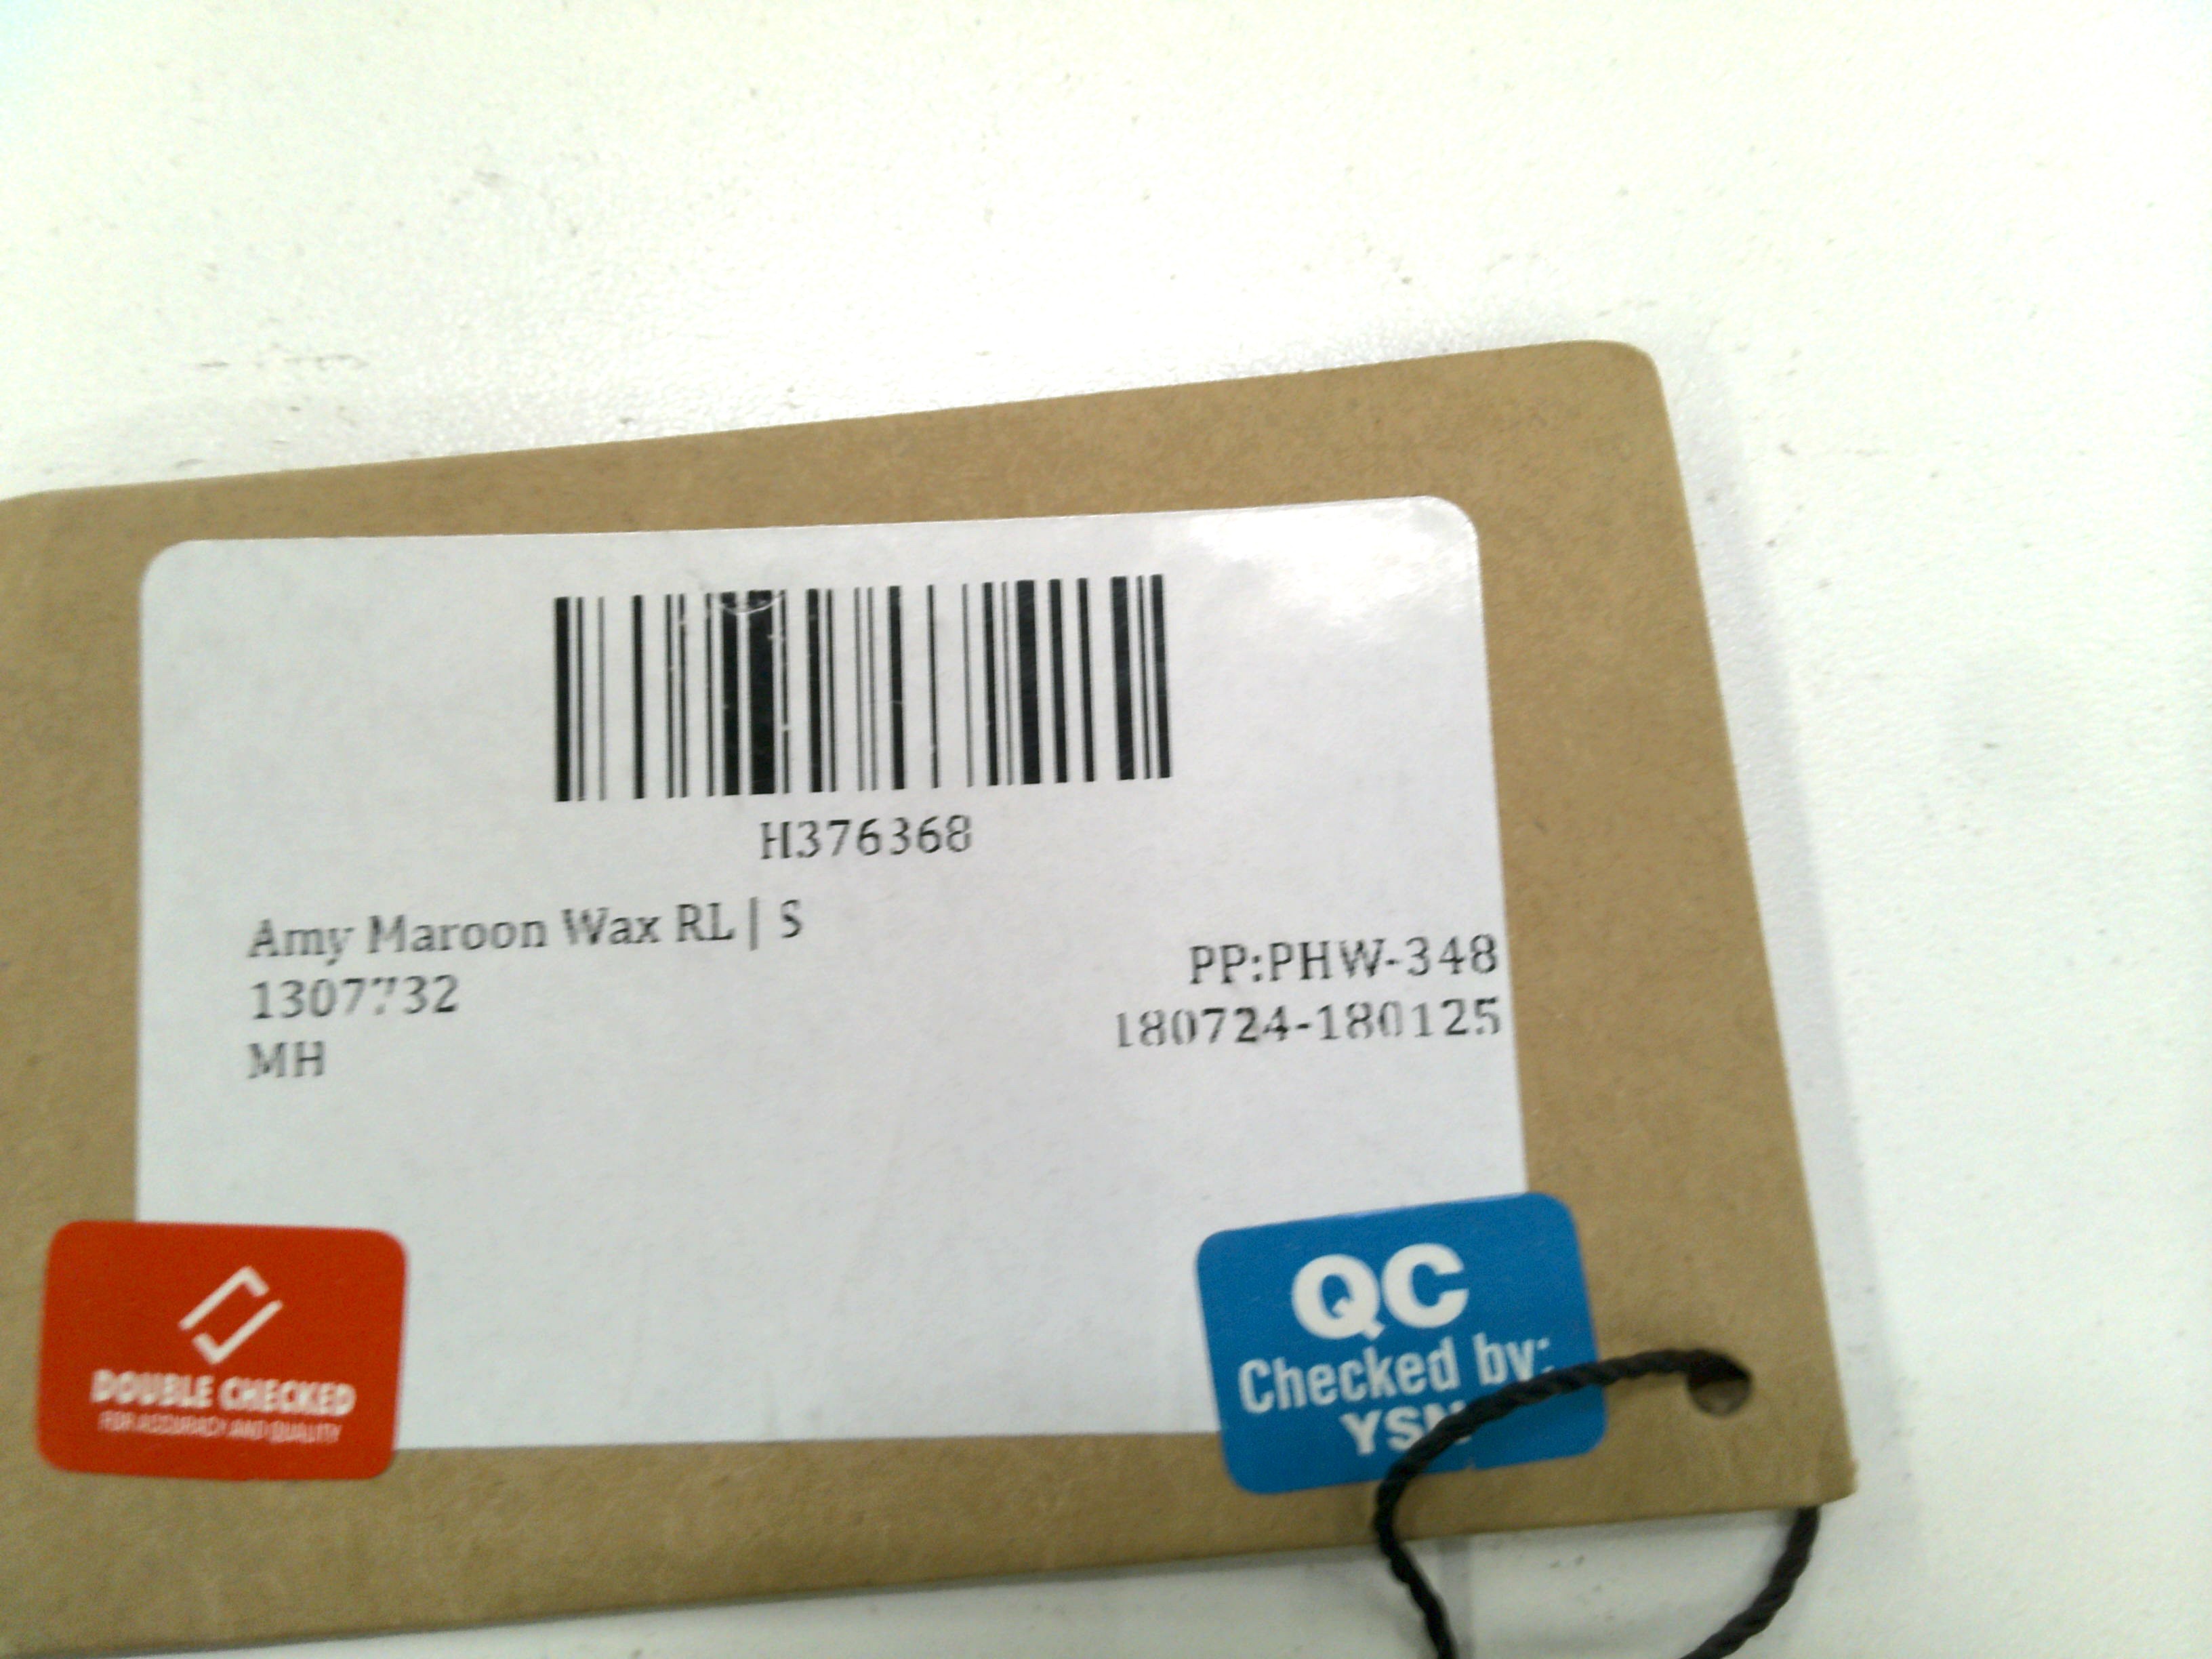 H376368
Amy Maroon Wax RL | S
1307732
MH
PP:PHW-348
180724-180125
DOUBLE CHECKED
FOR ACCURACY AND QUALITY
QC
Checked by: